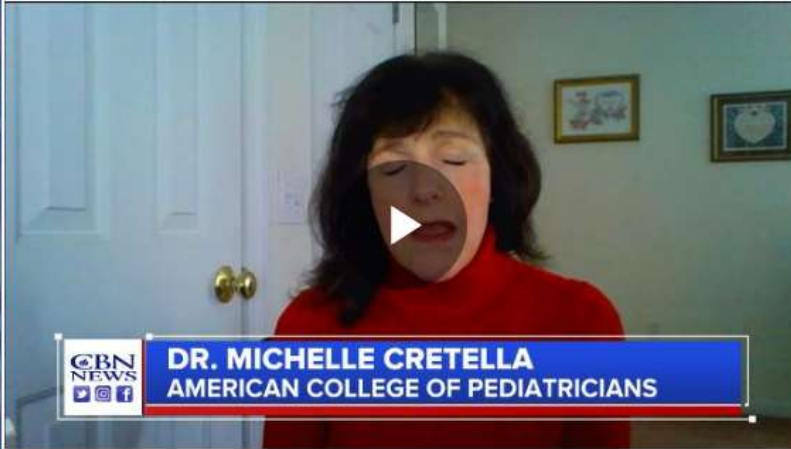 CBN
NEWS
DR. MICHELLE CRETELLA
AMERICAN COLLEGE OF PEDIATRICIANS